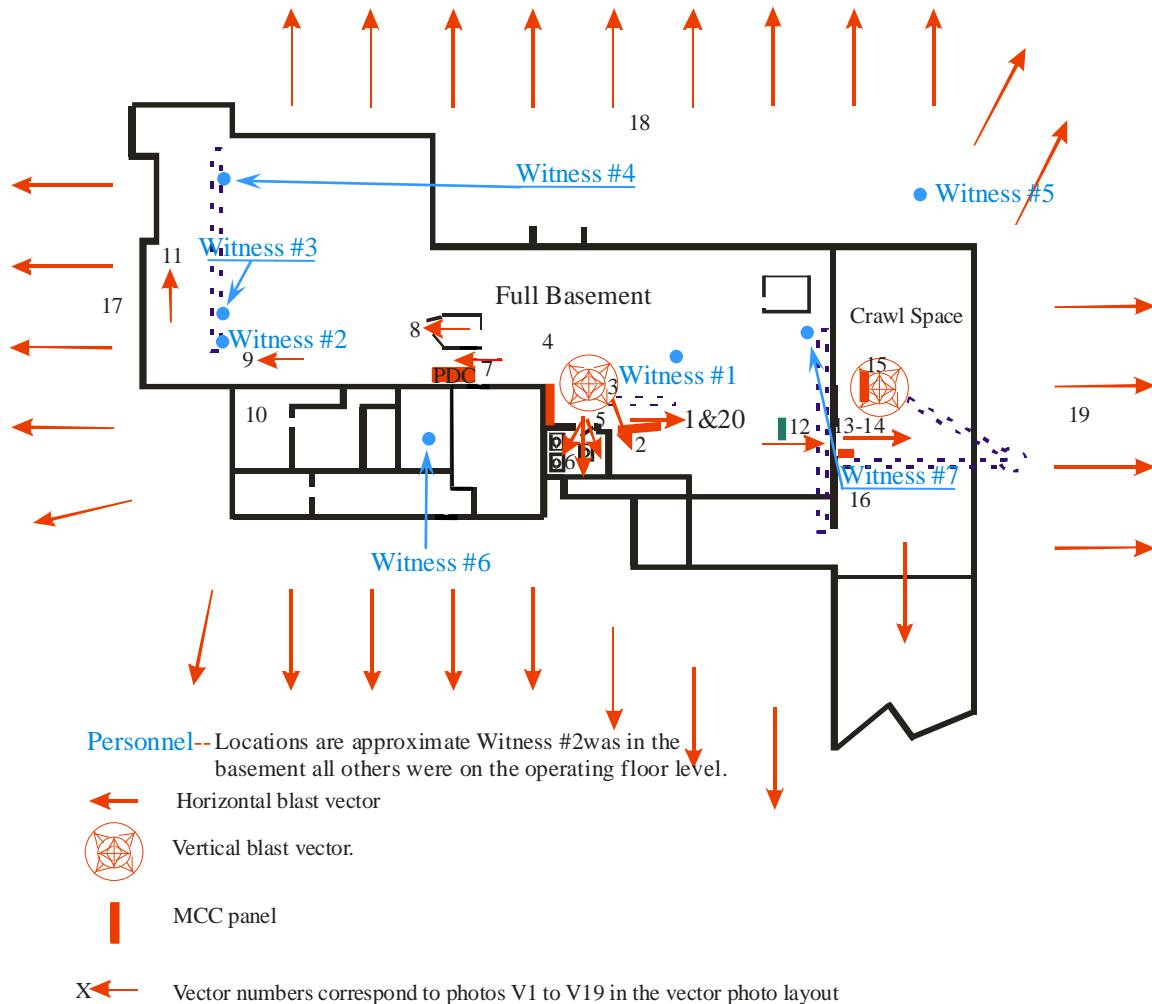 18
Witness #4
Witness #5
Witness #3
11
17
Full Basement
Crawl Space
8
4
Witness #2
9
7
PDC
Witness #1
3
15
10
5
1&20
12
13-14
19
2
6
Witness #7
16
Witness #6
Personnel-- Locations are approximate Witness #2was in the
basement all others were on the operating floor level.
Horizontal blast vector
Vertical blast vector.
MCC panel
X
Vector numbers correspond to photos V1 to V19 in the vector photo layout